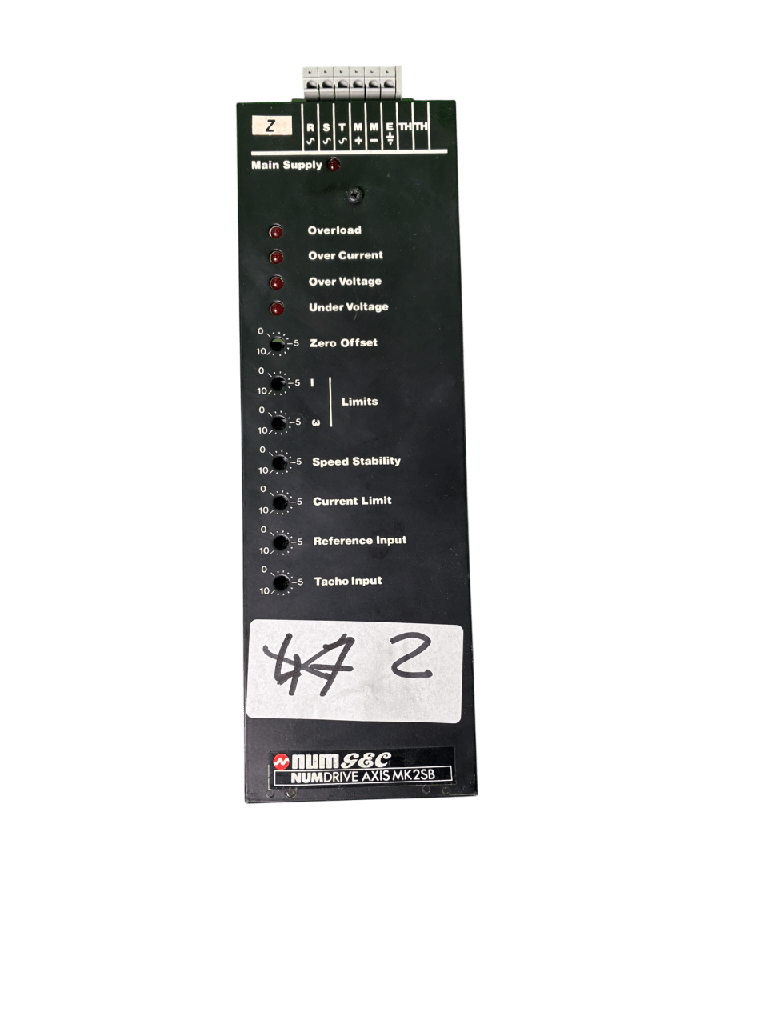 Z
R S T M M E TH TH
+ −
Main Supply
Overload
Over Current
Over Voltage
Under Voltage
0
10 5 Zero Offset
0
10 5 I
Limits
0
10 5 ω
0
10 5 Speed Stability
0
10 5 Current Limit
0
10 5 Reference Input
0
10 5 Tacho Input
2
num GEC
NUMDRIVE AXIS MK2SB